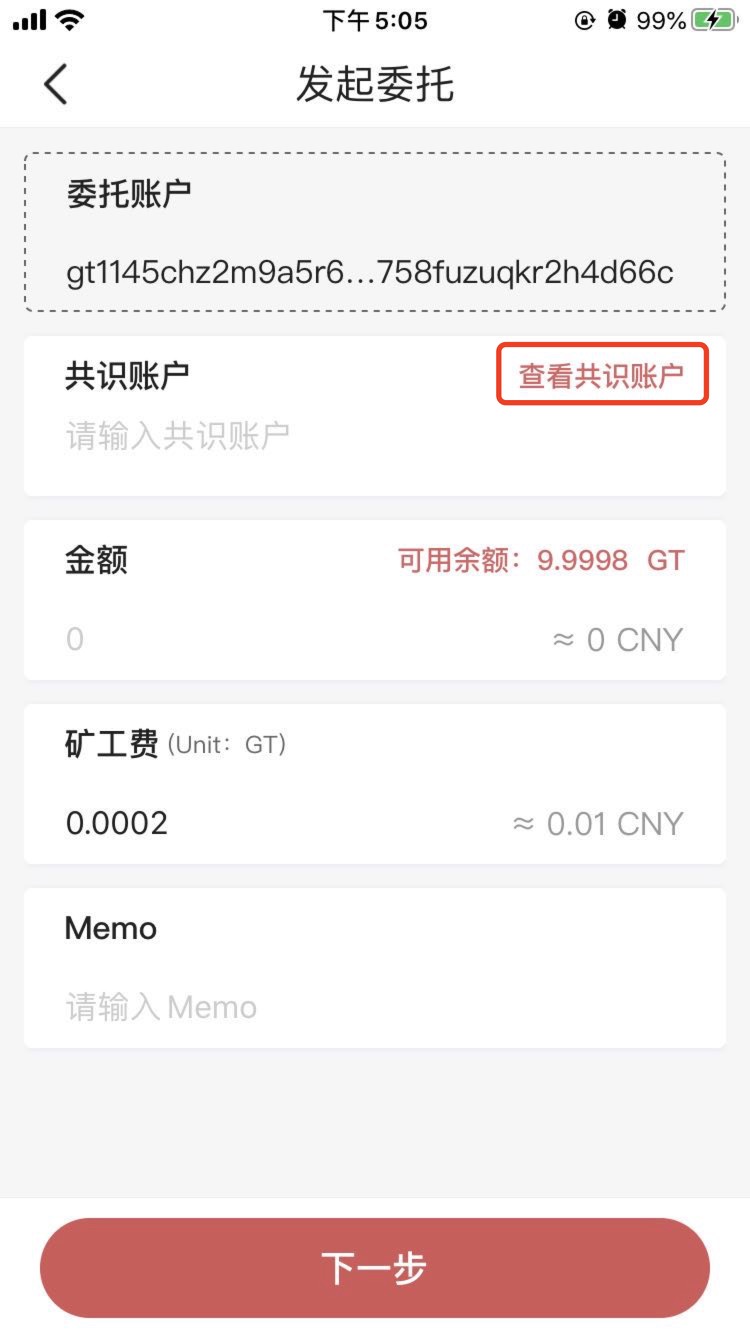 下午5:05
99%
发起委托
委托账户
gt1145chz2m9a5r6...758fuzuqkr2h4d66c
共识账户 查看共识账户
请输入共识账户
金额 可用余额：9.9998 GT
0 ≈ 0 CNY
矿工费 (Unit：GT)
0.0002 ≈ 0.01 CNY
Memo
请输入 Memo
下一步